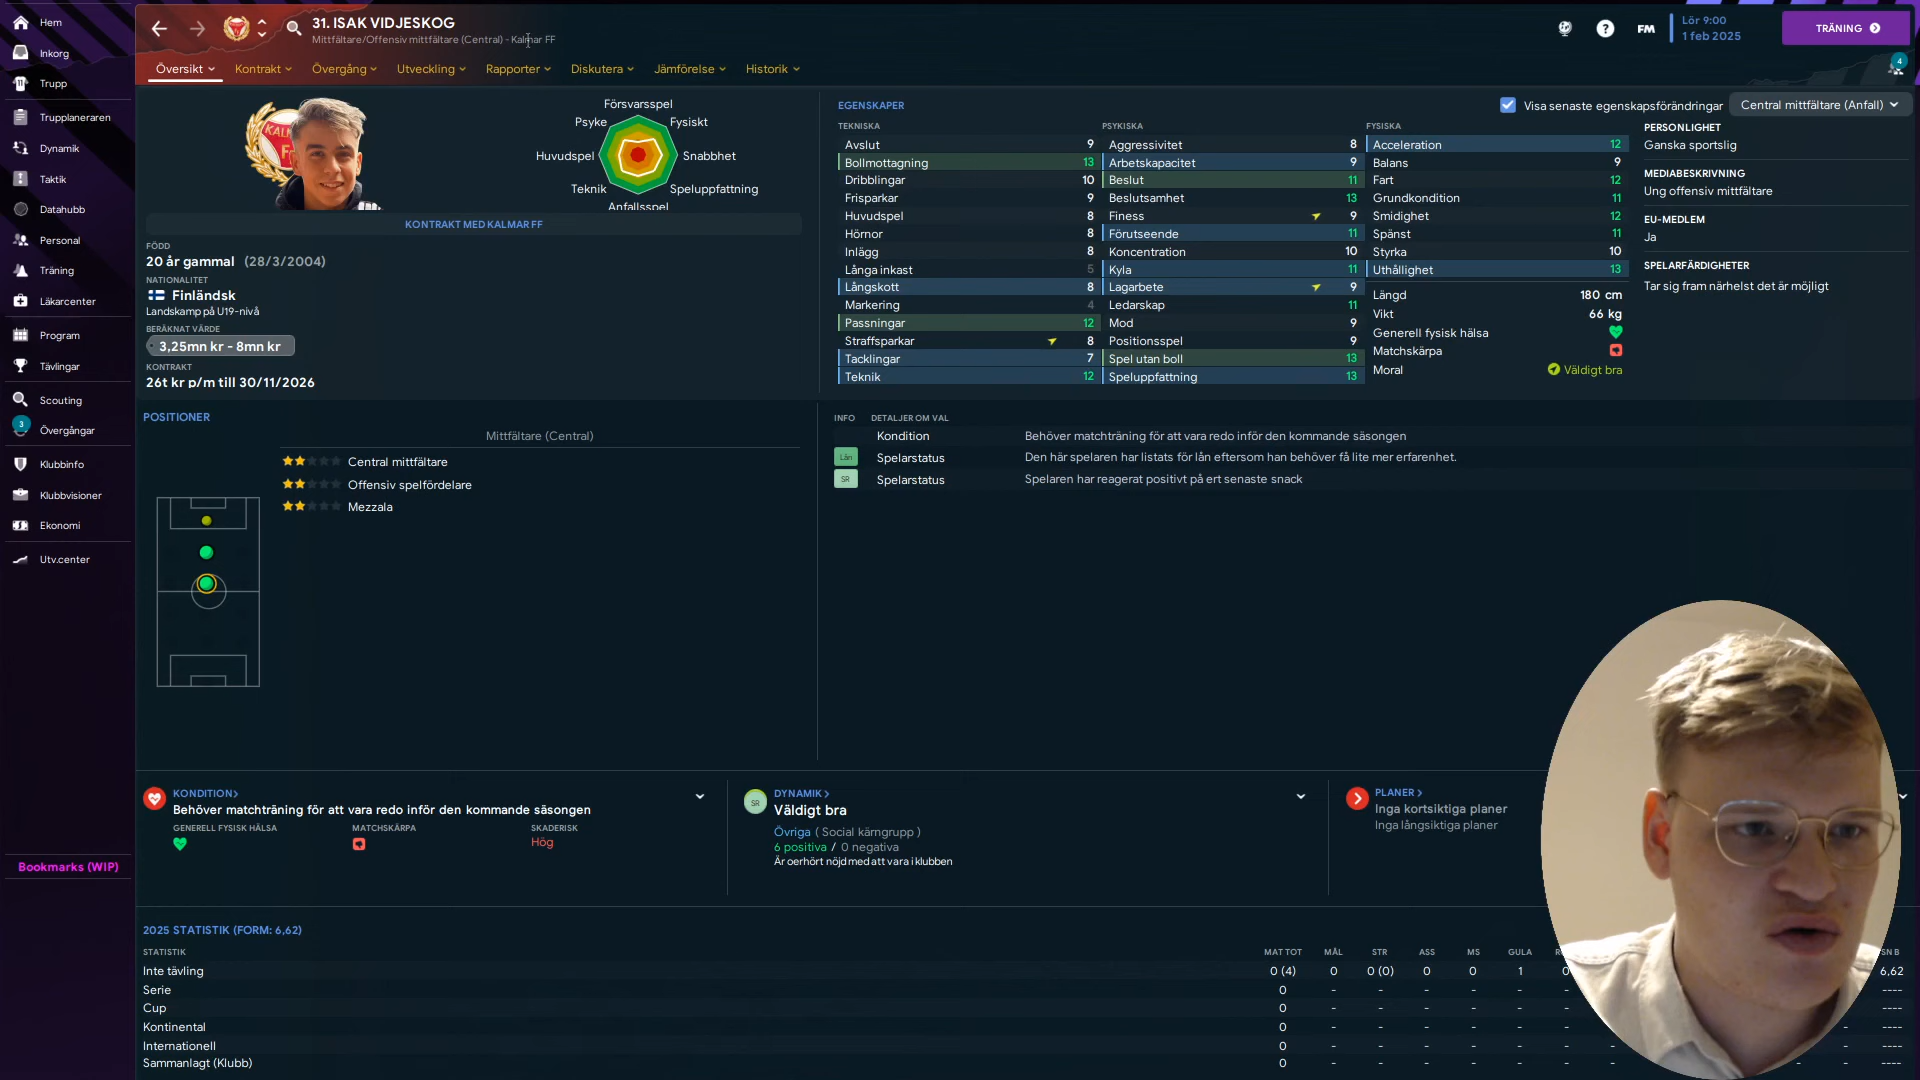 Hem
Inkorg
Trupp
Trupplaneraren
Dynamik
Taktik
Datahubb
Personal
Träning
Läkarcenter
Program
Tävlingar
Scouting
3
Övergångar
Klubbinfo
Klubbvisioner
Ekonomi
Utv.center
Bookmarks (WIP)
31. ISAK VIDJESKOG
Mittfältare/Offensiv mittfältare (Central) - Kalmar FF
FM
Lör 9:00
1 feb 2025
TRÄNING
4
Översikt
Kontrakt
Övergång
Utveckling
Rapporter
Diskutera
Jämförelse
Historik
Försvarsspel
Psyke
Fysiskt
Huvudspel
Snabbhet
Teknik
Speluppfattning
Anfallsspel
KONTRAKT MED KALMAR FF
FÖDD
20 år gammal (28/3/2004)
NATIONALITET
Finländsk
Landskamp på U19-nivå
BERÄKNAT VÄRDE
3,25mn kr - 8mn kr
KONTRAKT
26t kr p/m till 30/11/2026
EGENSKAPER
Visa senaste egenskapsförändringar
Central mittfältare (Anfall)
TEKNISKA
Avslut 9
Bollmottagning 13
Dribblingar 10
Frisparkar 9
Huvudspel 8
Hörnor 8
Inlägg 8
Långa inkast 5
Långskott 8
Markering 4
Passningar 12
Straffsparkar 8
Tacklingar 7
Teknik 12
PSYKISKA
Aggressivitet 8
Arbetskapacitet 9
Beslut 11
Beslutsamhet 13
Finess 9
Förutseende 11
Koncentration 10
Kyla 11
Lagarbete 9
Ledarskap 11
Mod 9
Positionsspel 9
Spel utan boll 13
Speluppfattning 13
FYSISKA
Acceleration 12
Balans 9
Fart 12
Grundkondition 11
Smidighet 12
Spänst 11
Styrka 10
Uthållighet 13
Längd 180 cm
Vikt 66 kg
Generell fysisk hälsa
Matchskärpa
Moral Väldigt bra
PERSONLIGHET
Ganska sportslig
MEDIABESKRIVNING
Ung offensiv mittfältare
EU-MEDLEM
Ja
SPELARFÄRDIGHETER
Tar sig fram närhelst det är möjligt
POSITIONER
Mittfältare (Central)
Central mittfältare
Offensiv spelfördelare
Mezzala
INFO DETALJER OM VAL
Kondition Behöver matchträning för att vara redo inför den kommande säsongen
Lån Spelarstatus Den här spelaren har listats för lån eftersom han behöver få lite mer erfarenhet.
SR Spelarstatus Spelaren har reagerat positivt på ert senaste snack
KONDITION
Behöver matchträning för att vara redo inför den kommande säsongen
GENERELL FYSISK HÄLSA MATCHSKÄRPA SKADERISK
Hög
SR
DYNAMIK
Väldigt bra
Övriga ( Social kärngrupp )
6 positiva / 0 negativa
Är oerhört nöjd med att vara i klubben
PLANER
Inga kortsiktiga planer
Inga långsiktiga planer
2025 STATISTIK (FORM: 6,62)
STATISTIK MAT TOT MÅL STR ASS MS GULA SN B
Inte tävling 0 (4) 0 0 (0) 0 0 1 0 6,62
Serie 0 - - - - - - ----
Cup 0 - - - - - - ----
Kontinental 0 - - - - - - - - ----
Internationell 0 - - - - - - - - ----
Sammanlagt (Klubb) 0 - - - - - - - - - ----